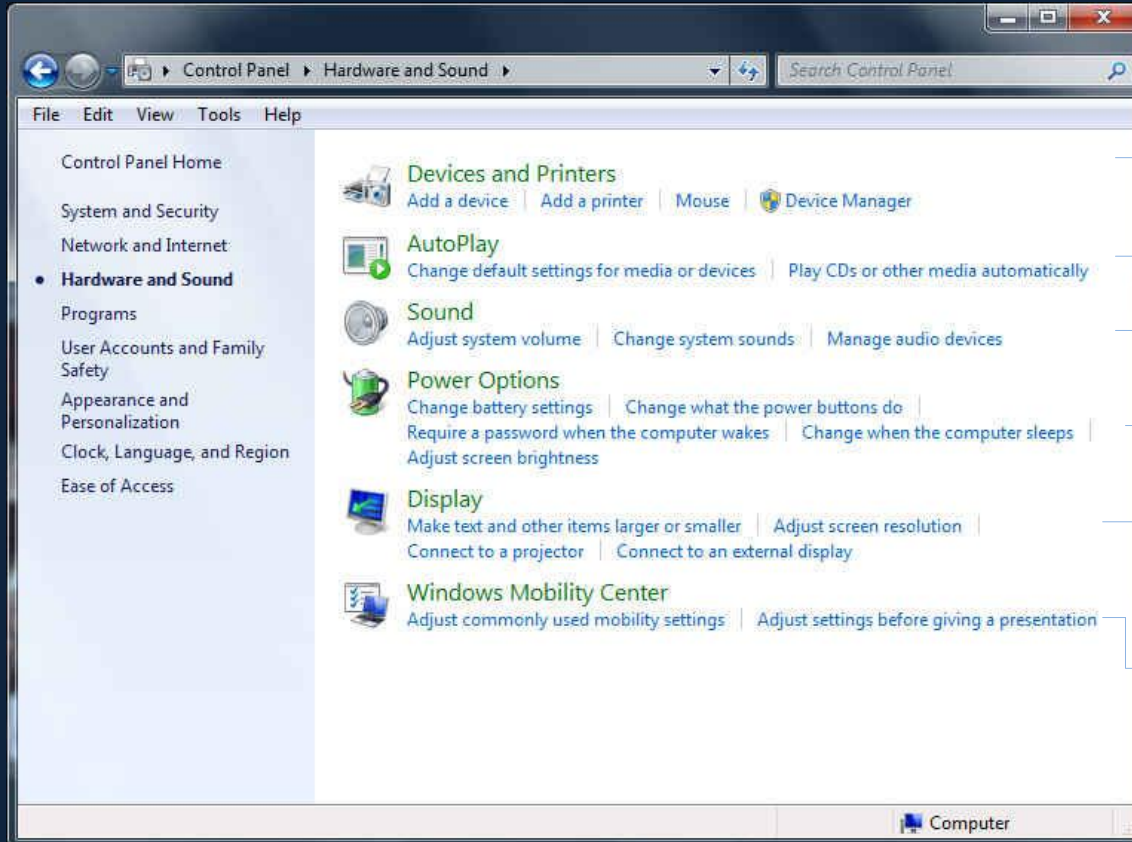 Control Panel Hardware and Sound Search Control Panel
File Edit View Tools Help
Control Panel Home
System and Security
Network and Internet
Hardware and Sound
Programs
User Accounts and Family
Safety
Appearance and
Personalization
Clock, Language, and Region
Ease of Access
Devices and Printers
Add a device Add a printer Mouse Device Manager
AutoPlay
Change default settings for media or devices Play CDs or other media automatically
Sound
Adjust system volume Change system sounds Manage audio devices
Power Options
Change battery settings Change what the power buttons do
Require a password when the computer wakes Change when the computer sleeps
Adjust screen brightness
Display
Make text and other items larger or smaller Adjust screen resolution
Connect to a projector Connect to an external display
Windows Mobility Center
Adjust commonly used mobility settings Adjust settings before giving a presentation
Computer